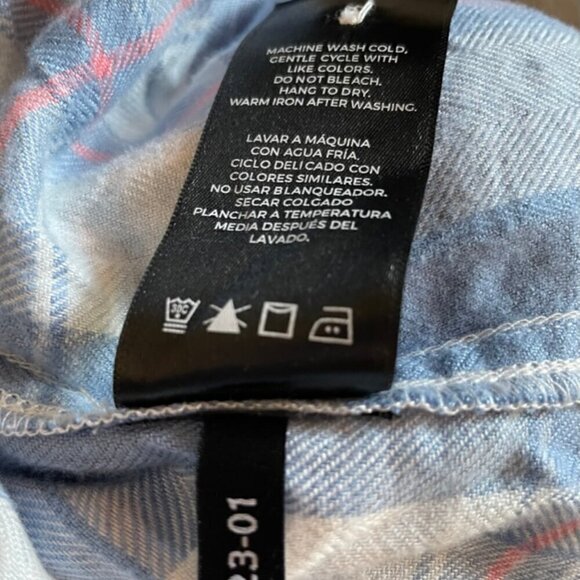 MACHINE WASH COLD,
GENTLE CYCLE WITH
LIKE COLORS.
DO NOT BLEACH.
HANG TO DRY.
WARM IRON AFTER WASHING.
LAVAR A MÁQUINA
CON AGUA FRÍA.
CICLO DELICADO CON
COLORES SIMILARES.
NO USAR BLANQUEADOR.
SECAR COLGADO
PLANCHAR A TEMPERATURA
MEDIA DESPUÉS DEL
LAVADO.
23-01